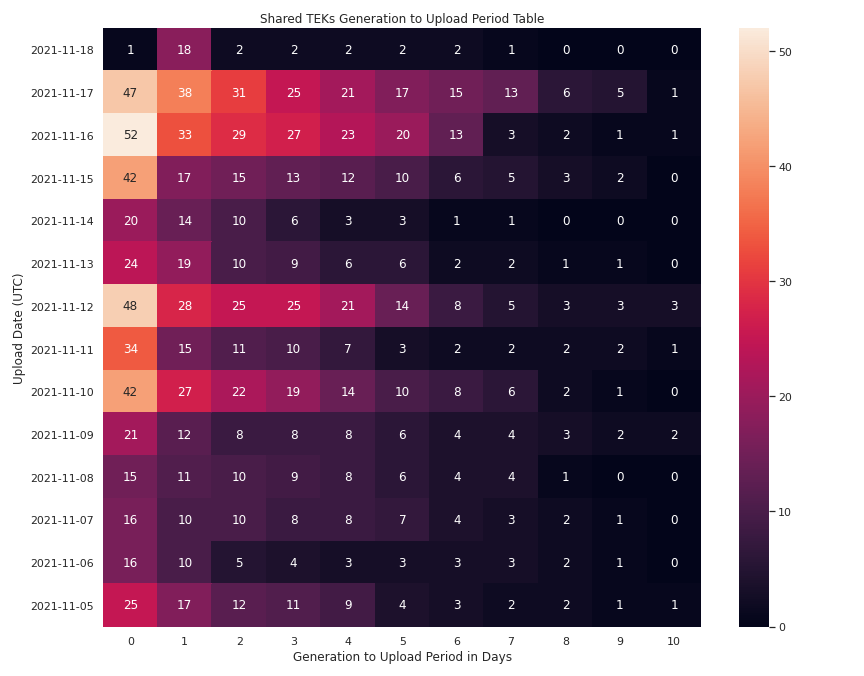 Shared TEKs Generation to Upload Period Table
Upload Date (UTC)
2021-11-18 1 18 2 2 2 2 2 1 0 0 0
2021-11-17 47 38 31 25 21 17 15 13 6 5 1
2021-11-16 52 33 29 27 23 20 13 3 2 1 1
2021-11-15 42 17 15 13 12 10 6 5 3 2 0
2021-11-14 20 14 10 6 3 3 1 1 0 0 0
2021-11-13 24 19 10 9 6 6 2 2 1 1 0
2021-11-12 48 28 25 25 21 14 8 5 3 3 3
2021-11-11 34 15 11 10 7 3 2 2 2 2 1
2021-11-10 42 27 22 19 14 10 8 6 2 1 0
2021-11-09 21 12 8 8 8 6 4 4 3 2 2
2021-11-08 15 11 10 9 8 6 4 4 1 0 0
2021-11-07 16 10 10 8 8 7 4 3 2 1 0
2021-11-06 16 10 5 4 3 3 3 3 2 1 0
2021-11-05 25 17 12 11 9 4 3 2 2 1 1
0 1 2 3 4 5 6 7 8 9 10
Generation to Upload Period in Days
50
40
30
20
10
0